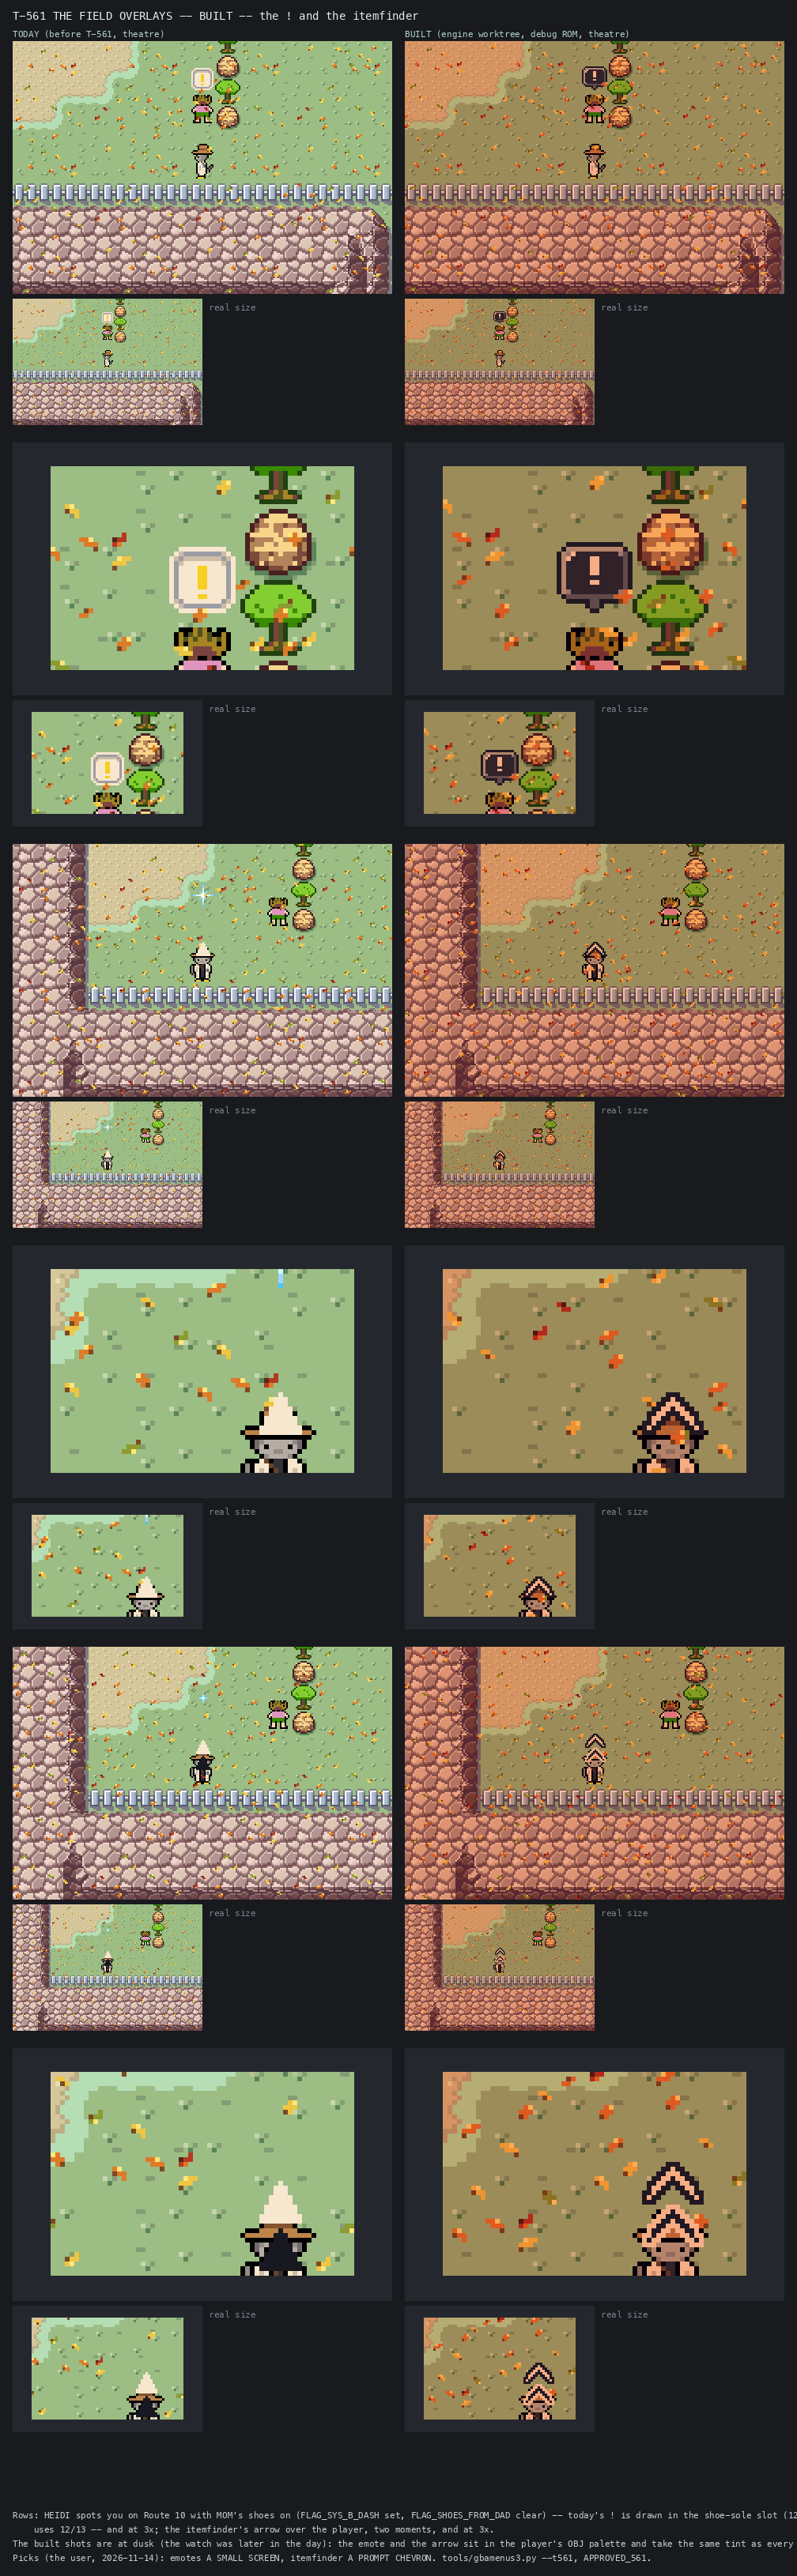 T-561 THE FIELD OVERLAYS -- BUILT -- the ! and the itemfinder
TODAY (before T-561, theatre)
BUILT (engine worktree, debug ROM, theatre)
!
!
real size
real size
!
!
real size
real size
real size
real size
real size
real size
real size
real size
real size
real size
Rows: HEIDI spots you on Route 10 with MOM's shoes on (FLAG_SYS_B_DASH set, FLAG_SHOES_FROM_DAD clear) -- today's ! is drawn in the shoe-sole slot (12
uses 12/13 -- and at 3x; the itemfinder's arrow over the player, two moments, and at 3x.
The built shots are at dusk (the watch was later in the day): the emote and the arrow sit in the player's OBJ palette and take the same tint as every
Picks (the user, 2026-11-14): emotes A SMALL SCREEN, itemfinder A PROMPT CHEVRON. tools/gbamenus3.py --t561, APPROVED_561.